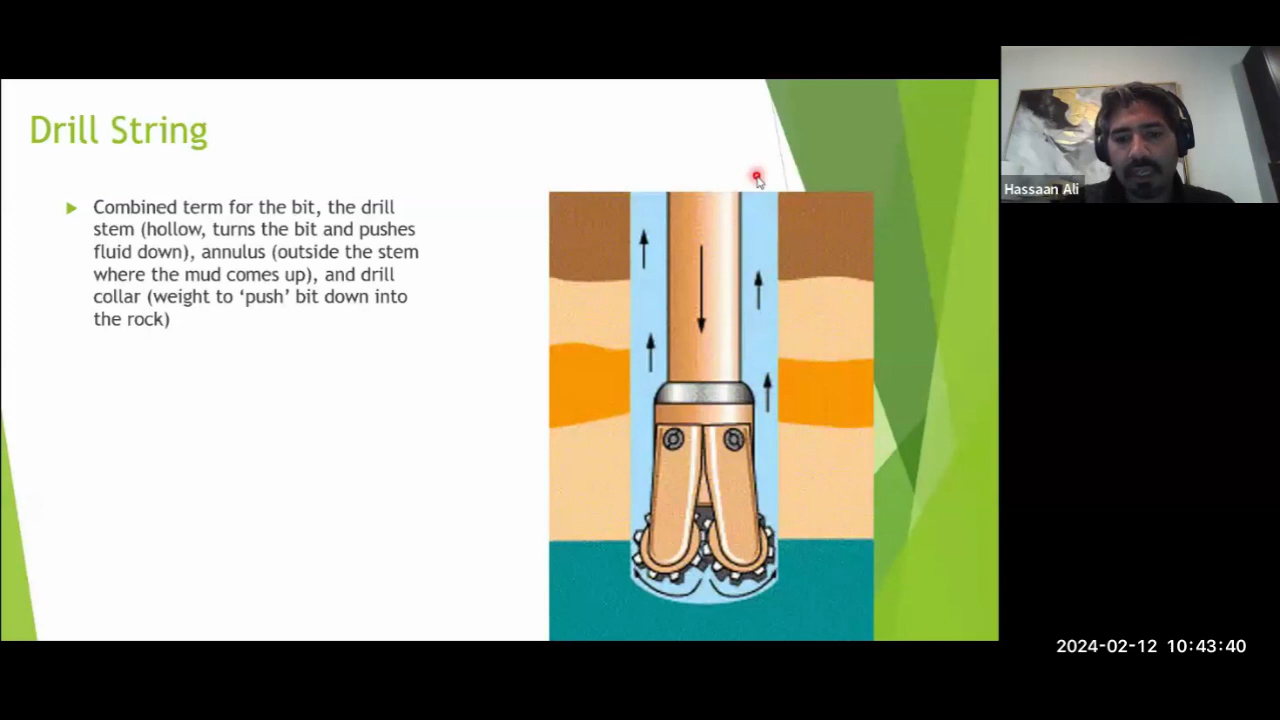 Drill String
Combined term for the bit, the drill
stem (hollow, turns the bit and pushes
fluid down), annulus (outside the stem
where the mud comes up), and drill
collar (weight to ‘push’ bit down into
the rock)
Hassaan Ali
2024-02-12 10:43:40